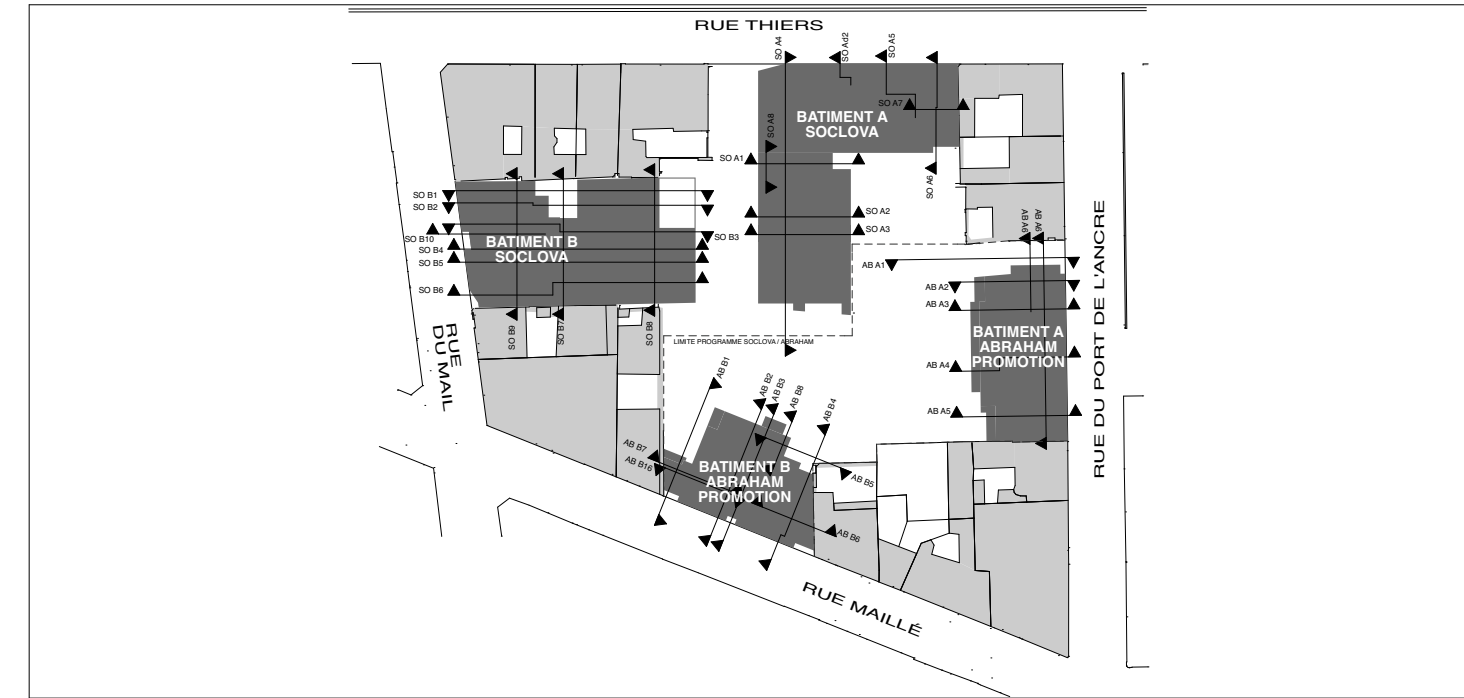 RUE THIERS
SO A4
SO Ad2
SO A5
SO A7
BATIMENT A
SOCLOVA
SO A8
SO A1
SO A6
SO A2
SO A3
SO B1
SO B2
SO B10
SO B4
SO B5
SO B6
BATIMENT B
SOCLOVA
SO B3
SO B9
SO B7
SO B8
RUE
DU MAIL
AB A6
AB A6
AB A1
AB A2
AB A3
BATIMENT A
ABRAHAM
PROMOTION
AB A4
AB A5
RUE DU PORT DE L'ANCRE
LIMITE PROGRAMME SOCLOVA / ABRAHAM
AB B1
AB B2
AB B3
AB B8
AB B4
AB B7
AB B16
BATIMENT B
ABRAHAM
PROMOTION
AB B5
AB B6
RUE MAILLÉ